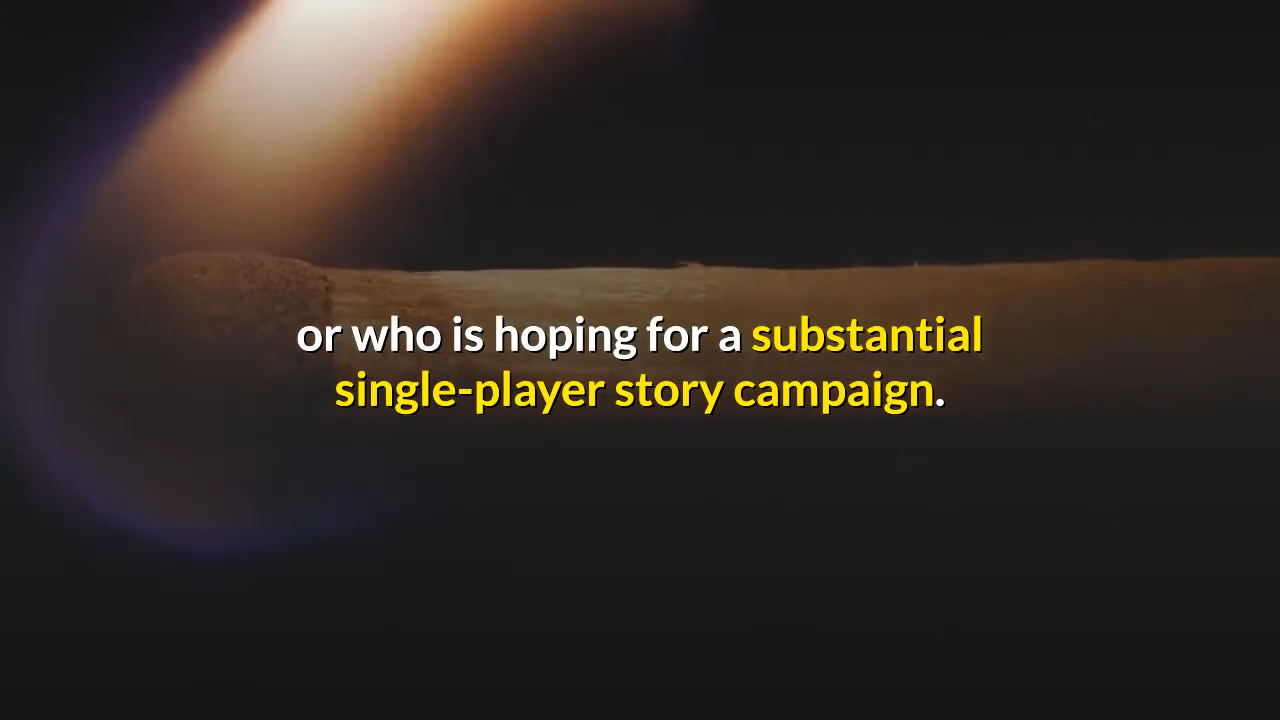 or who is hoping for a substantial
single-player story campaign.